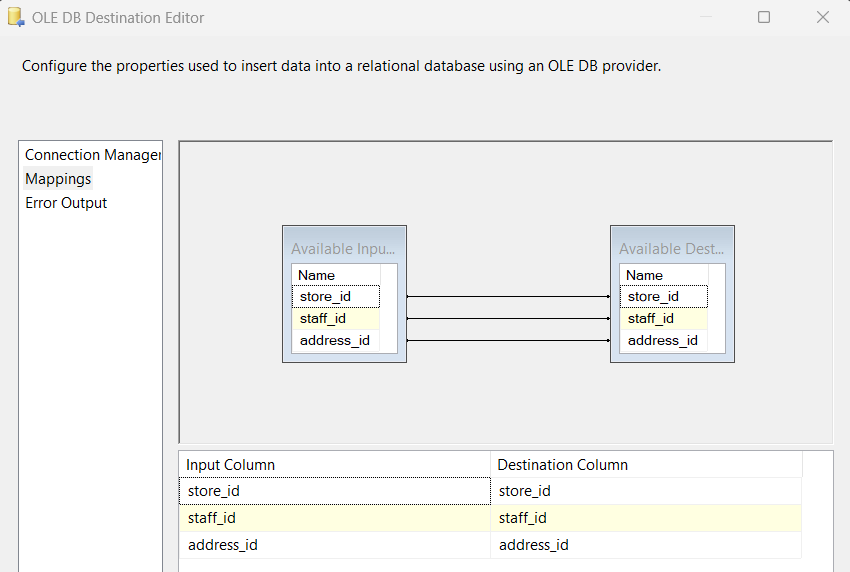 OLE DB Destination Editor
Configure the properties used to insert data into a relational database using an OLE DB provider.
Connection Manager
Mappings
Error Output
Available Inpu...
Name
store_id
staff_id
address_id
Available Dest...
Name
store_id
staff_id
address_id
Input Column Destination Column
store_id store_id
staff_id staff_id
address_id address_id